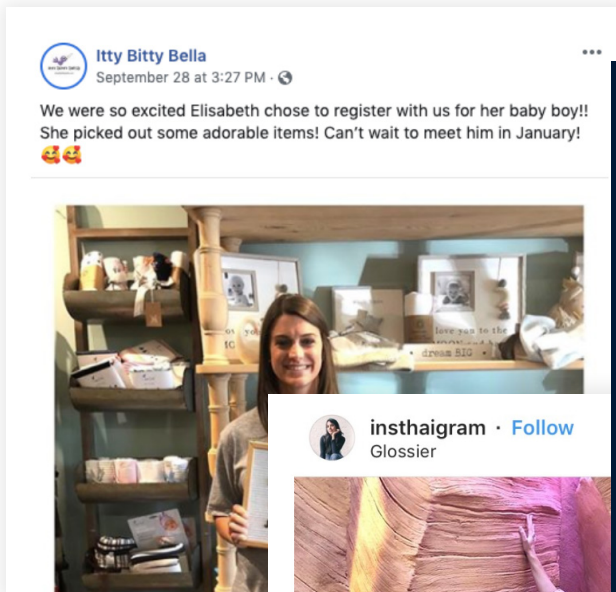 Itty Bitty Bella
September 28 at 3:27 PM ·
We were so excited Elisabeth chose to register with us for her baby boy!!
She picked out some adorable items! Can’t wait to meet him in January!
🥰🥰
love you to the
dream BIG
insthaigram · Follow
Glossier